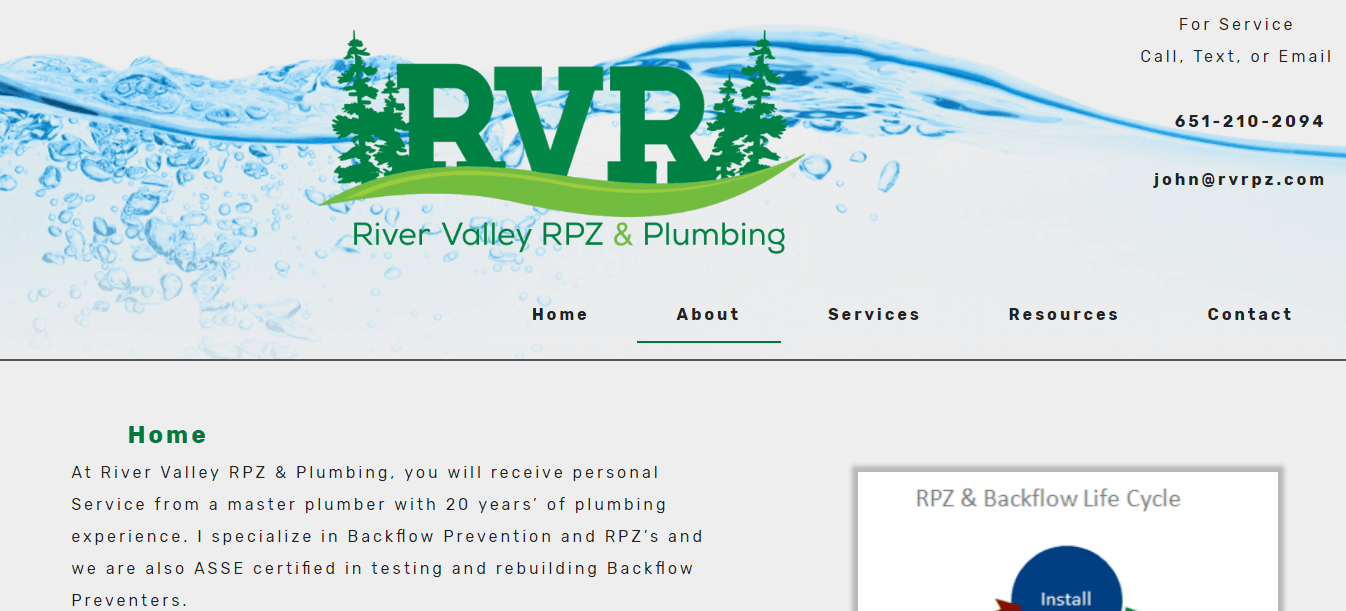 For Service
Call, Text, or Email
651-210-2094
john@rvrpz.com
RVR
River Valley RPZ & Plumbing
Home About Services Resources Contact
Home
At River Valley RPZ & Plumbing, you will receive personal
Service from a master plumber with 20 years’ of plumbing
experience. I specialize in Backflow Prevention and RPZ’s and
we are also ASSE certified in testing and rebuilding Backflow
Preventers.
RPZ & Backflow Life Cycle
Install